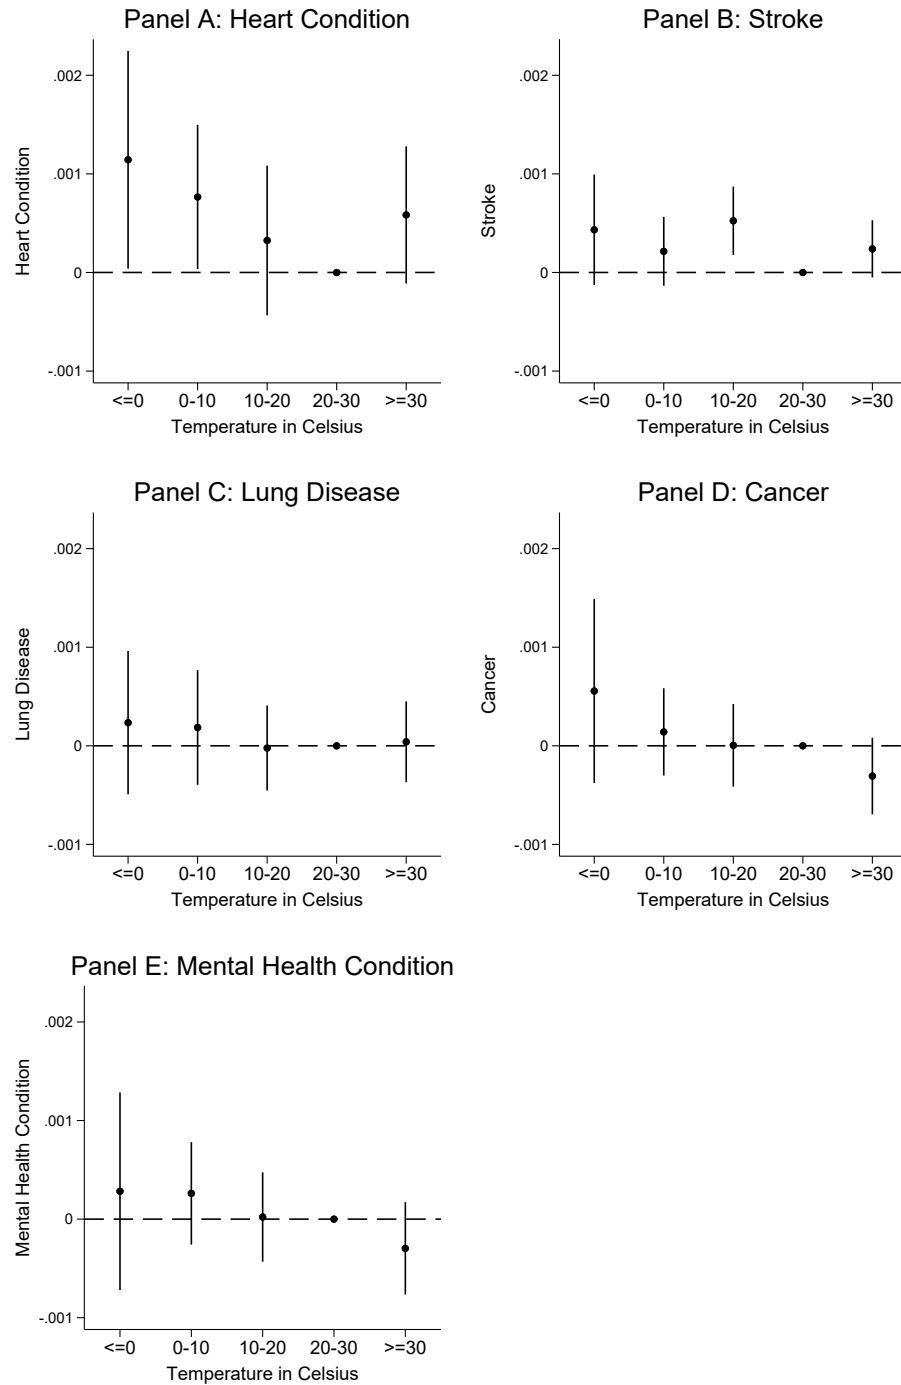 Panel A: Heart Condition
Heart Condition
.002
.001
0
-.001
<=0 0-10 10-20 20-30 >=30
Temperature in Celsius
Panel B: Stroke
Stroke
.002
.001
0
-.001
<=0 0-10 10-20 20-30 >=30
Temperature in Celsius
Panel C: Lung Disease
Lung Disease
.002
.001
0
-.001
<=0 0-10 10-20 20-30 >=30
Temperature in Celsius
Panel D: Cancer
Cancer
.002
.001
0
-.001
<=0 0-10 10-20 20-30 >=30
Temperature in Celsius
Panel E: Mental Health Condition
Mental Health Condition
.002
.001
0
-.001
<=0 0-10 10-20 20-30 >=30
Temperature in Celsius